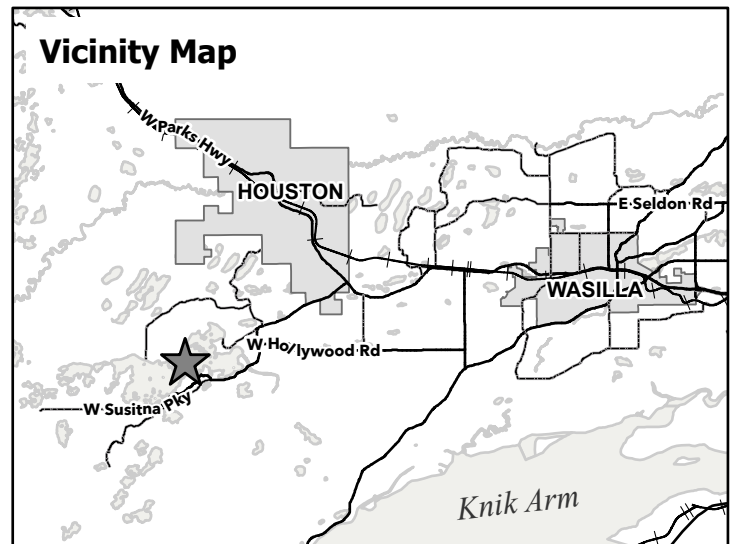 Vicinity Map
W Parks Hwy
HOUSTON
E Seldon Rd
WASILLA
W Hollywood Rd
W Susitna Pky
Knik Arm